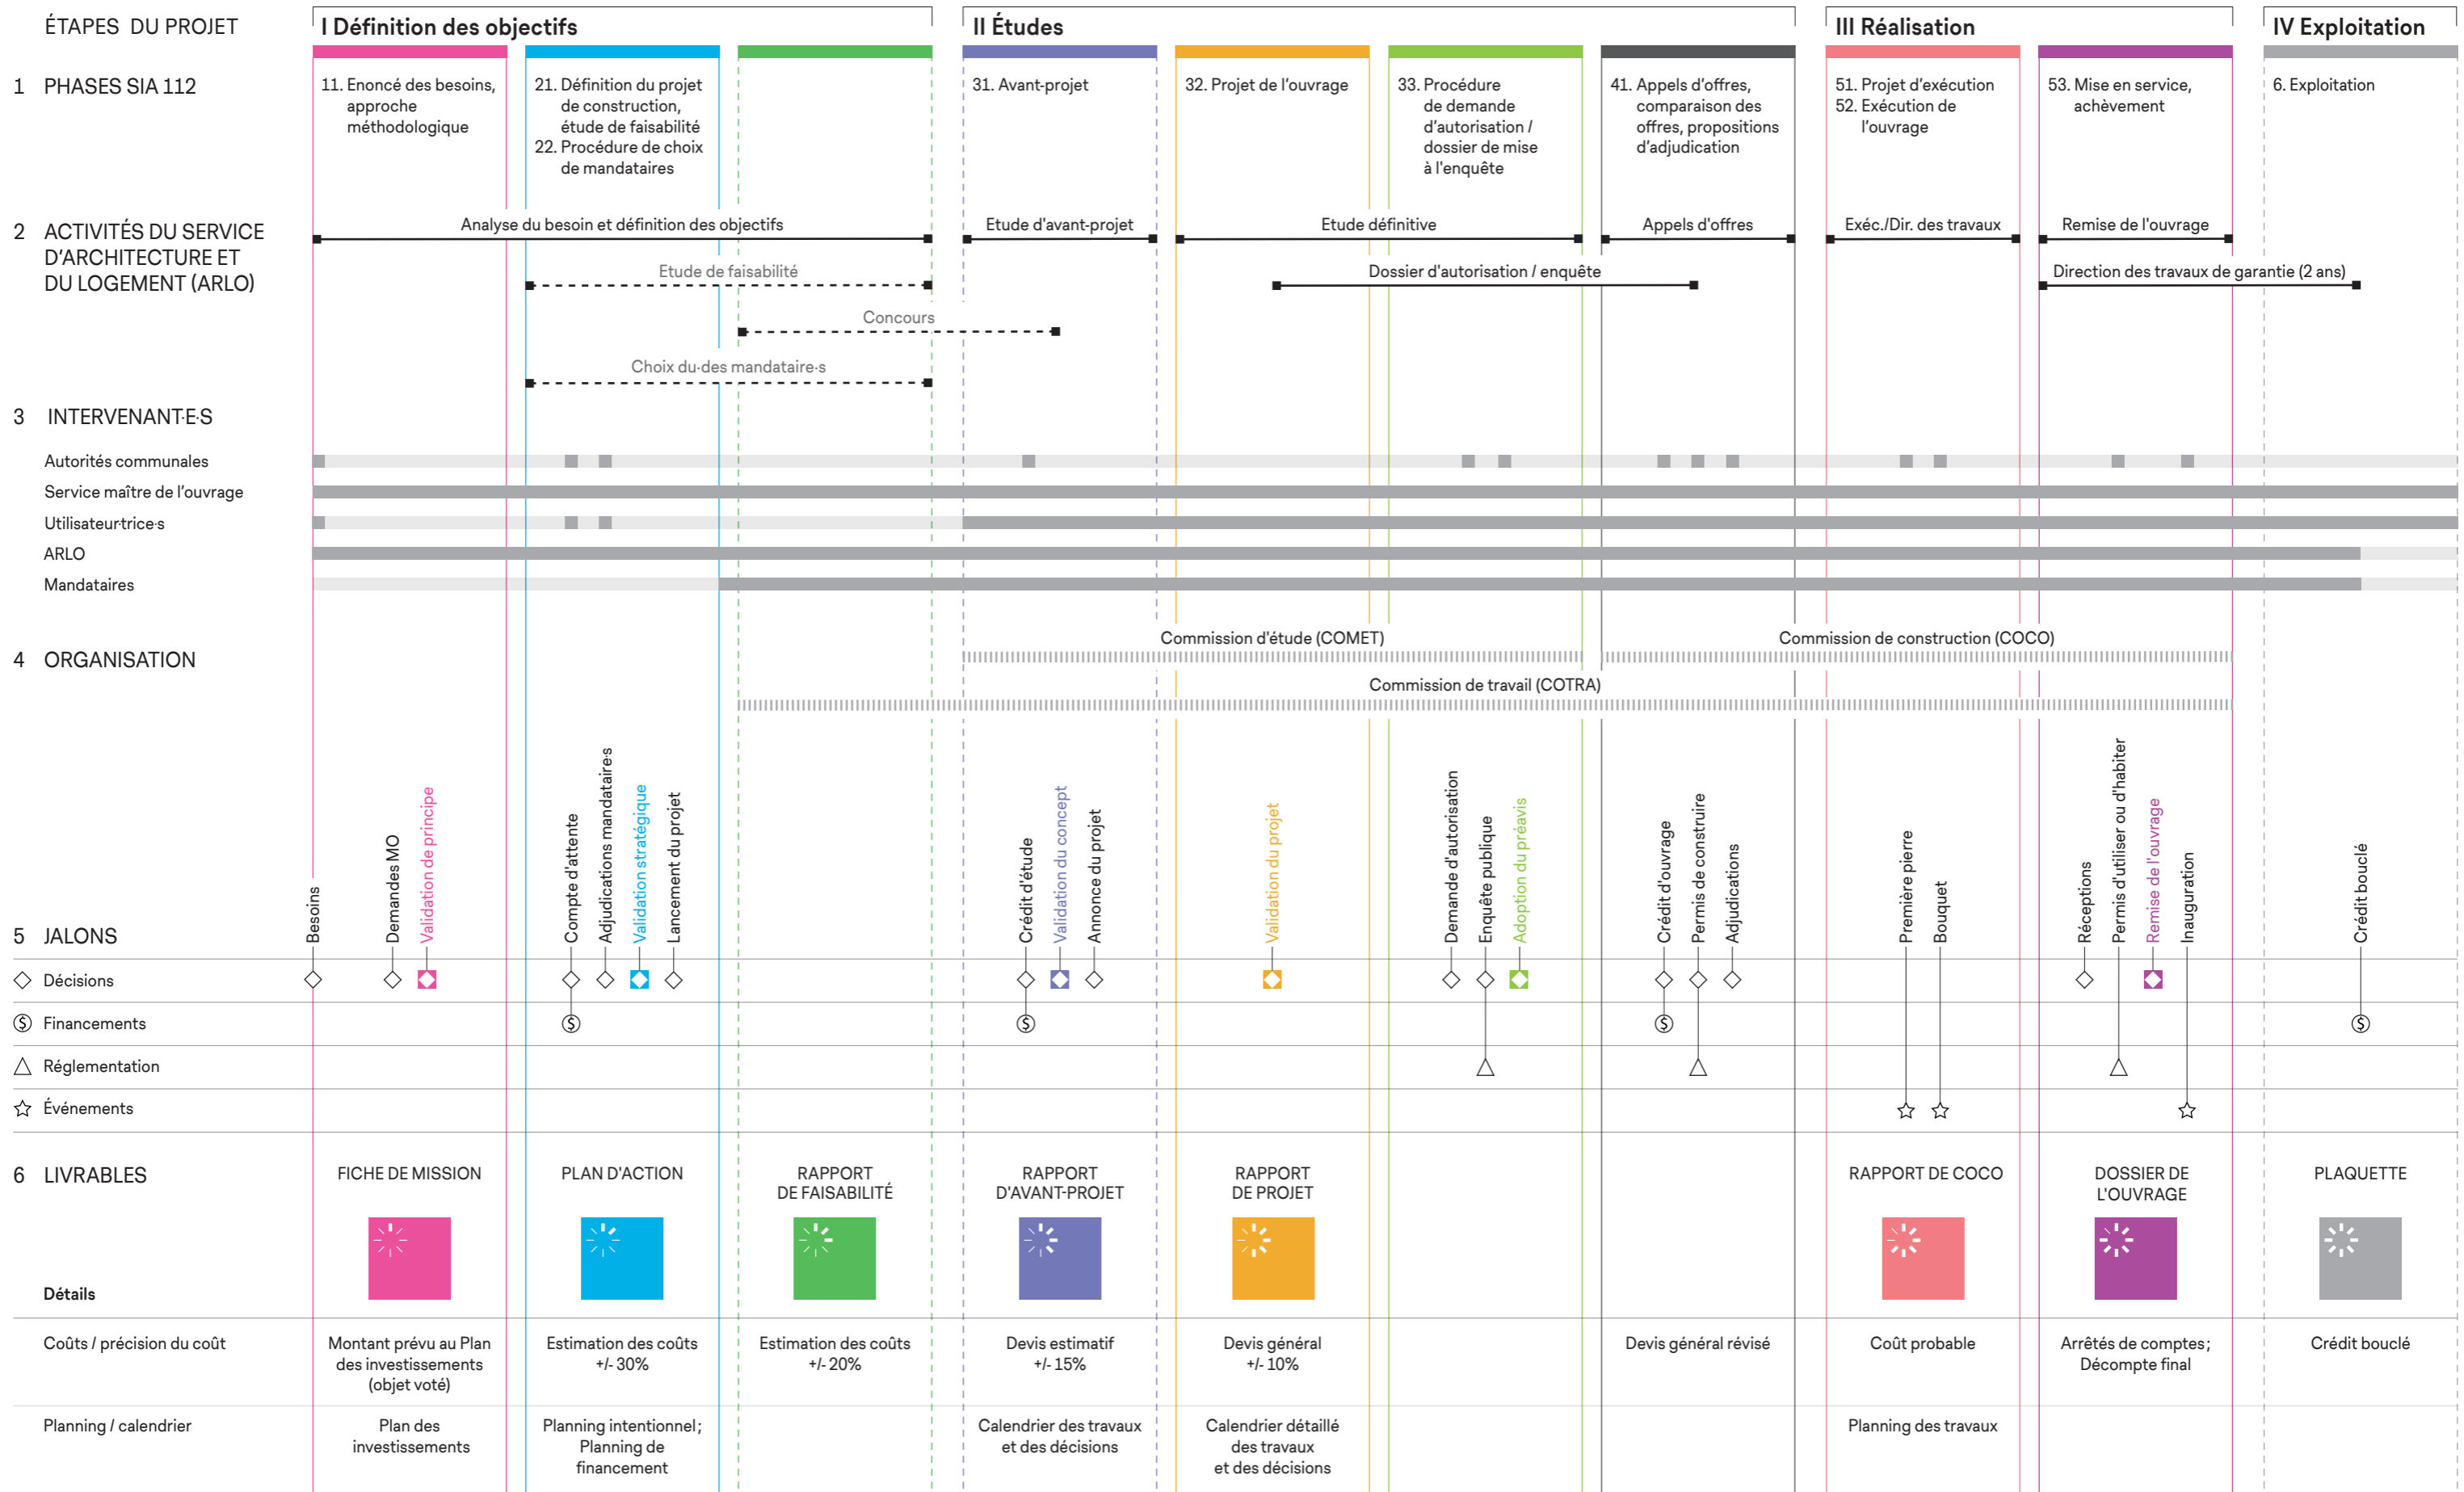 ÉTAPES DU PROJET
I Définition des objectifs
II Études
III Réalisation
IV Exploitation
1 PHASES SIA 112
11. Enoncé des besoins,
approche
méthodologique
21. Définition du projet
de construction,
étude de faisabilité
22. Procédure de choix
de mandataires
31. Avant-projet
32. Projet de l'ouvrage
33. Procédure
de demande
d'autorisation /
dossier de mise
à l'enquête
41. Appels d'offres,
comparaison des
offres, propositions
d'adjudication
51. Projet d'exécution
52. Exécution de
l'ouvrage
53. Mise en service,
achèvement
6. Exploitation
2 ACTIVITÉS DU SERVICE
D'ARCHITECTURE ET
DU LOGEMENT (ARLO)
Analyse du besoin et définition des objectifs
Etude d'avant-projet
Etude définitive
Appels d'offres
Exéc./Dir. des travaux
Remise de l'ouvrage
Etude de faisabilité
Dossier d'autorisation / enquête
Direction des travaux de garantie (2 ans)
Concours
Choix du·des mandataire·s
3 INTERVENANT·E·S
Autorités communales
Service maître de l'ouvrage
Utilisateur·trice·s
ARLO
Mandataires
4 ORGANISATION
Commission d'étude (COMET)
Commission de construction (COCO)
Commission de travail (COTRA)
5 JALONS
Besoins
Demandes MO
Validation de principe
Compte d'attente
Adjudications mandataire·s
Validation stratégique
Lancement du projet
Crédit d'étude
Validation du concept
Annonce du projet
Validation du projet
Demande d'autorisation
Enquête publique
Adoption du préavis
Crédit d'ouvrage
Permis de construire
Adjudications
Première pierre
Bouquet
Réceptions
Permis d'utiliser ou d'habiter
Remise de l'ouvrage
Inauguration
Crédit bouclé
Décisions
Financements
Réglementation
Événements
6 LIVRABLES
FICHE DE MISSION
PLAN D'ACTION
RAPPORT
DE FAISABILITÉ
RAPPORT
D'AVANT-PROJET
RAPPORT
DE PROJET
RAPPORT DE COCO
DOSSIER DE
L'OUVRAGE
PLAQUETTE
Détails
Coûts / précision du coût
Montant prévu au Plan
des investissements
(objet voté)
Estimation des coûts
+/- 30%
Estimation des coûts
+/- 20%
Devis estimatif
+/- 15%
Devis général
+/- 10%
Devis général révisé
Coût probable
Arrêtés de comptes;
Décompte final
Crédit bouclé
Planning / calendrier
Plan des
investissements
Planning intentionnel;
Planning de
financement
Calendrier des travaux
et des décisions
Calendrier détaillé
des travaux
et des décisions
Planning des travaux